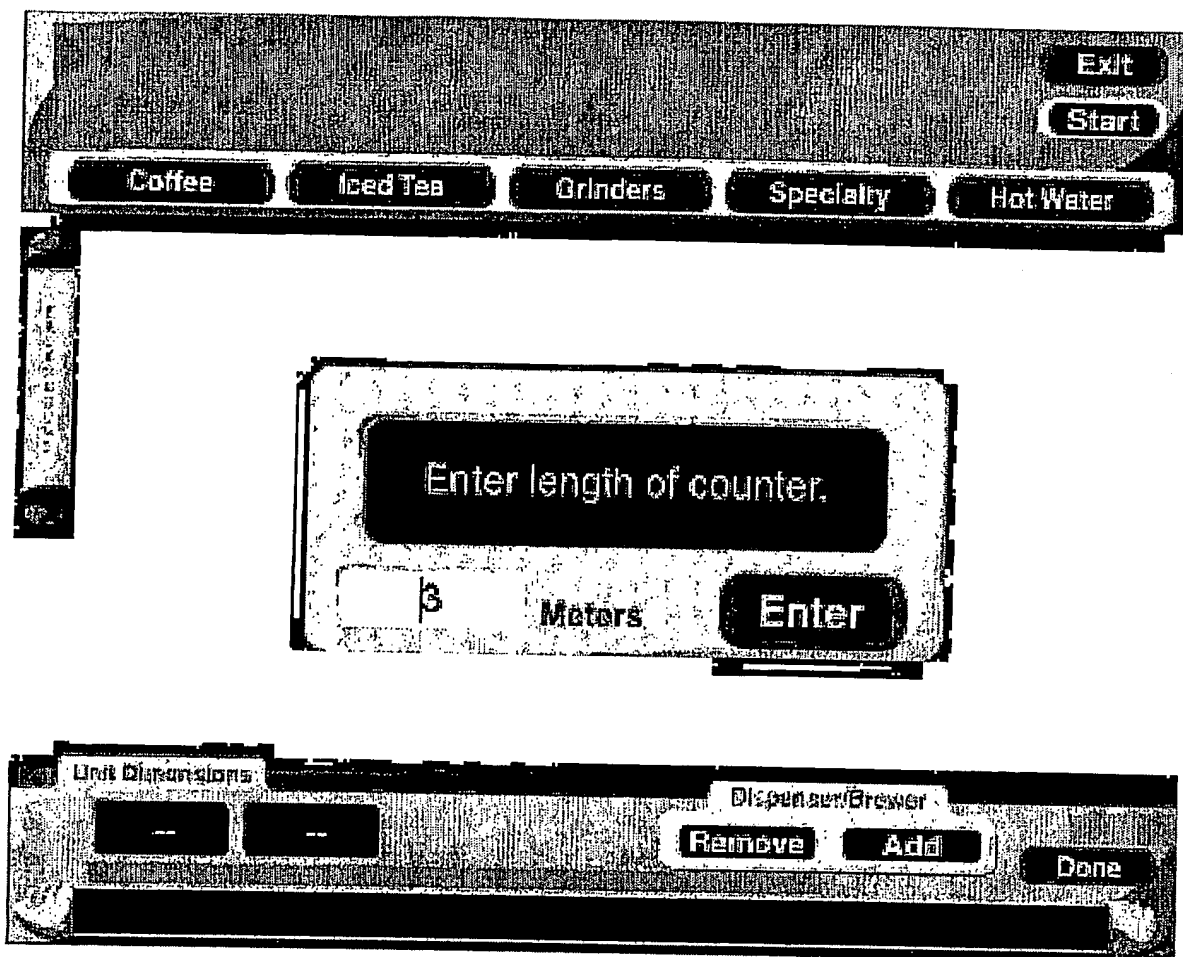 Exit
Start
Coffee
Iced Tea
Grinders
Specialty
Hot Water
Enter length of counter.
3
Meters
Enter
Unit Dimensions
Dispenser/Brewer
--
--
Remove
Add
Done